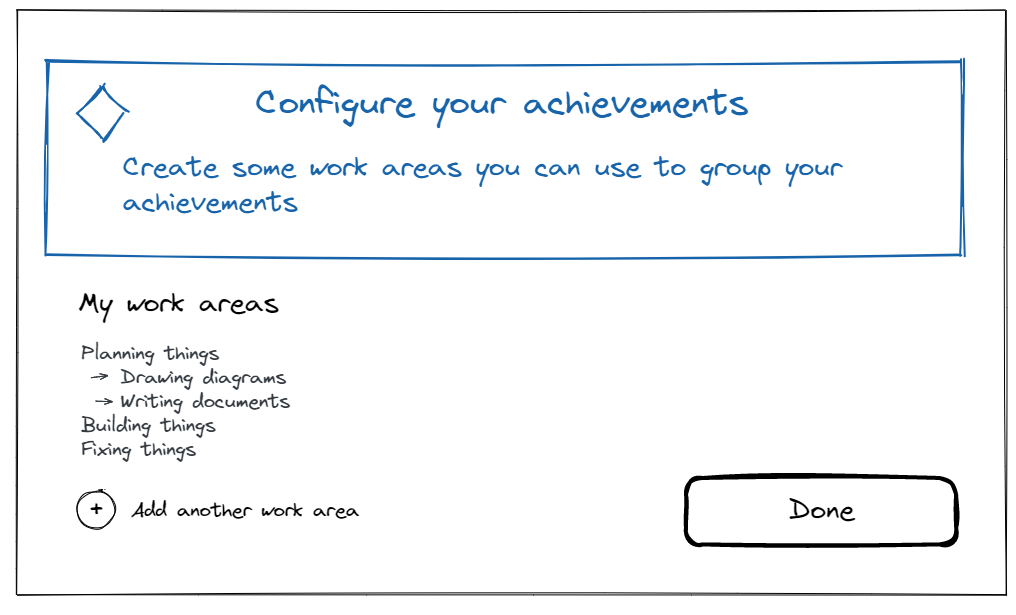 Configure your achievements
Create some work areas you can use to group your
achievements
My work areas
Planning things
→ Drawing diagrams
→ Writing documents
Building things
Fixing things
+ Add another work area
Done